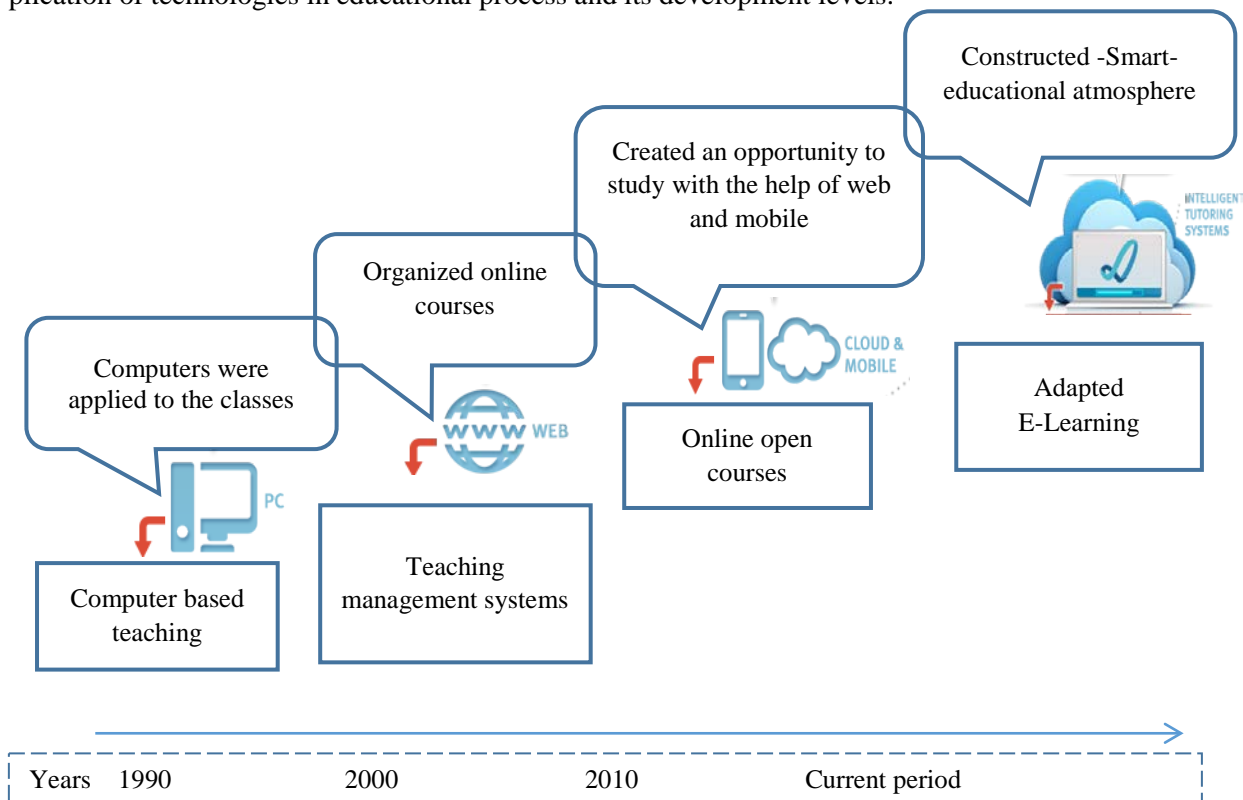 plication of technologies in educational process and its development levels.
Constructed -Smart-
educational atmosphere
Created an opportunity to
study with the help of web
and mobile
INTELLIGENT
TUTORING
SYSTEMS
Organized online
courses
CLOUD &
MOBILE
Computers were
applied to the classes
WWW WEB
Adapted
E-Learning
Online open
courses
PC
Teaching
management systems
Computer based
teaching
Years 1990 2000 2010 Current period